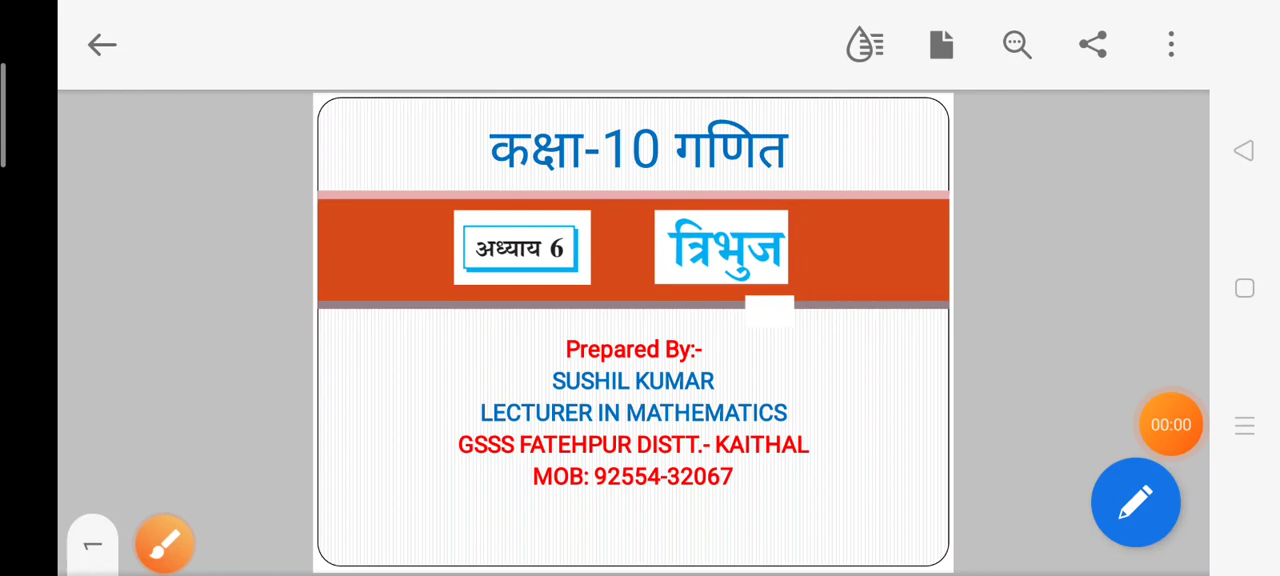 कक्षा-10 गणित
अध्याय 6
त्रिभुज
Prepared By:-
SUSHIL KUMAR
LECTURER IN MATHEMATICS
GSSS FATEHPUR DISTT.- KAITHAL
MOB: 92554-32067
00:00
1